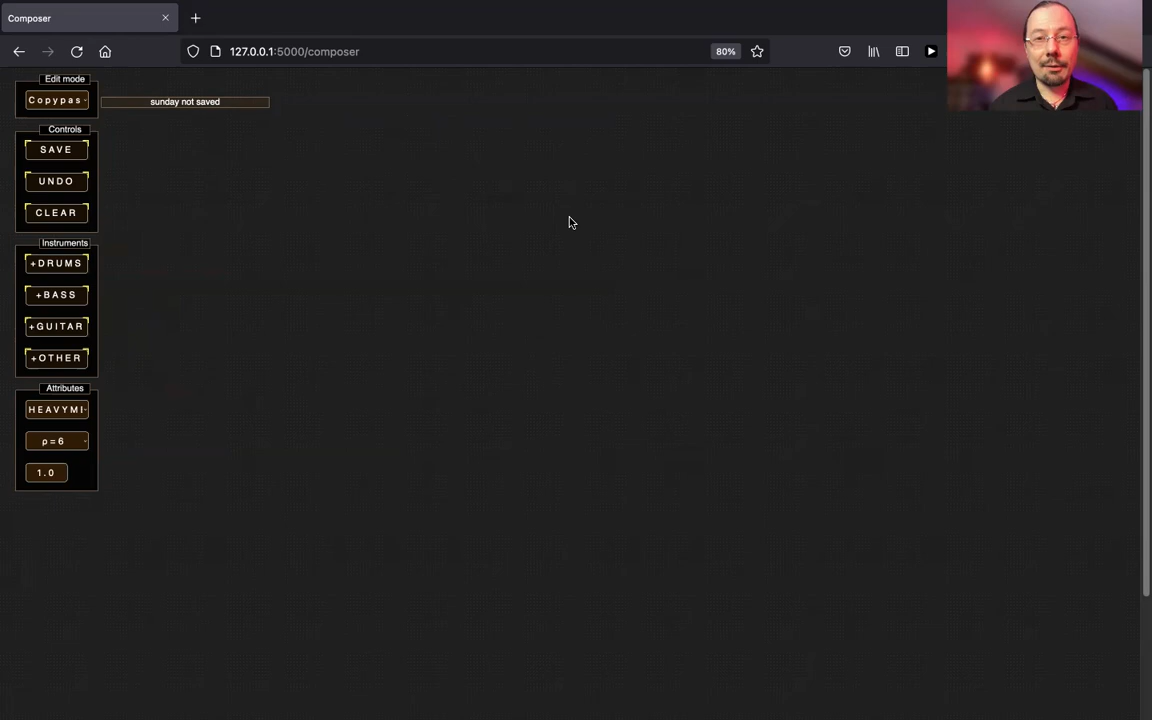 Composer
127.0.0.1:5000/composer
80%
Edit mode
Copypas
sunday not saved
Controls
SAVE
UNDO
CLEAR
Instruments
+DRUMS
+BASS
+GUITAR
+OTHER
Attributes
HEAVYMI
ρ=6
1.0